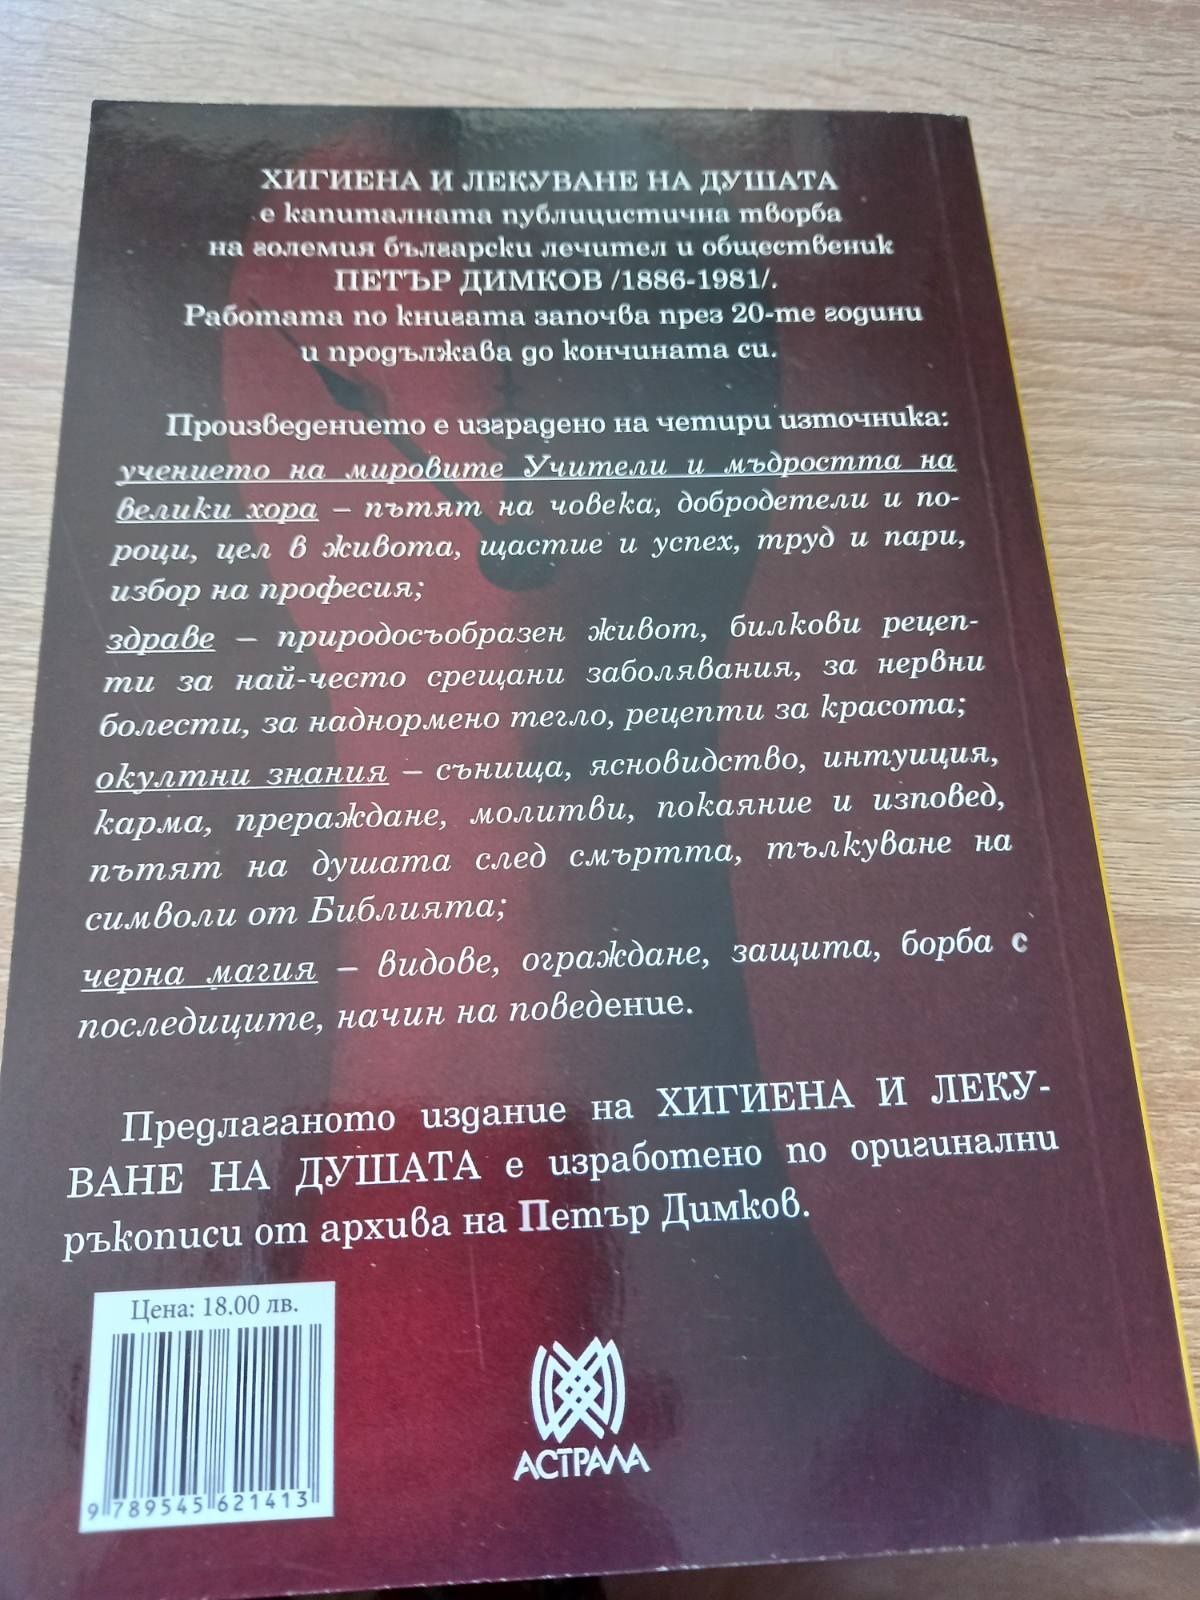 ХИГИЕНА И ЛЕКУВАНЕ НА ДУШАТА
е капиталната публицистична творба
на големия български лечител и общественик
ПЕТЪР ДИМКОВ /1886-1981/.
Работата по книгата започва през 20-те години
и продължава до кончината си.
Произведението е изградено на четири източника:
учението на мировите Учители и мъдростта на
велики хора – пътят на човека, добродетели и по-
роци, цел в живота, щастие и успех, труд и пари,
избор на професия;
здраве – природосъобразен живот, билкови рецеп-
ти за най-често срещани заболявания, за нервни
болести, за наднормено тегло, рецепти за красота;
окултни знания – сънища, ясновидство, интуиция,
карма, прераждане, молитви, покаяние и изповед,
пътят на душата след смъртта, тълкуване на
символи от Библията;
черна магия – видове, ограждане, защита, борба с
последиците, начин на поведение.
Предлаганото издание на ХИГИЕНА И ЛЕКУ-
ВАНЕ НА ДУШАТА е изработено по оригинални
ръкописи от архива на Петър Димков.
Цена: 18.00 лв.
9 789545 621413
АСТРАЛА